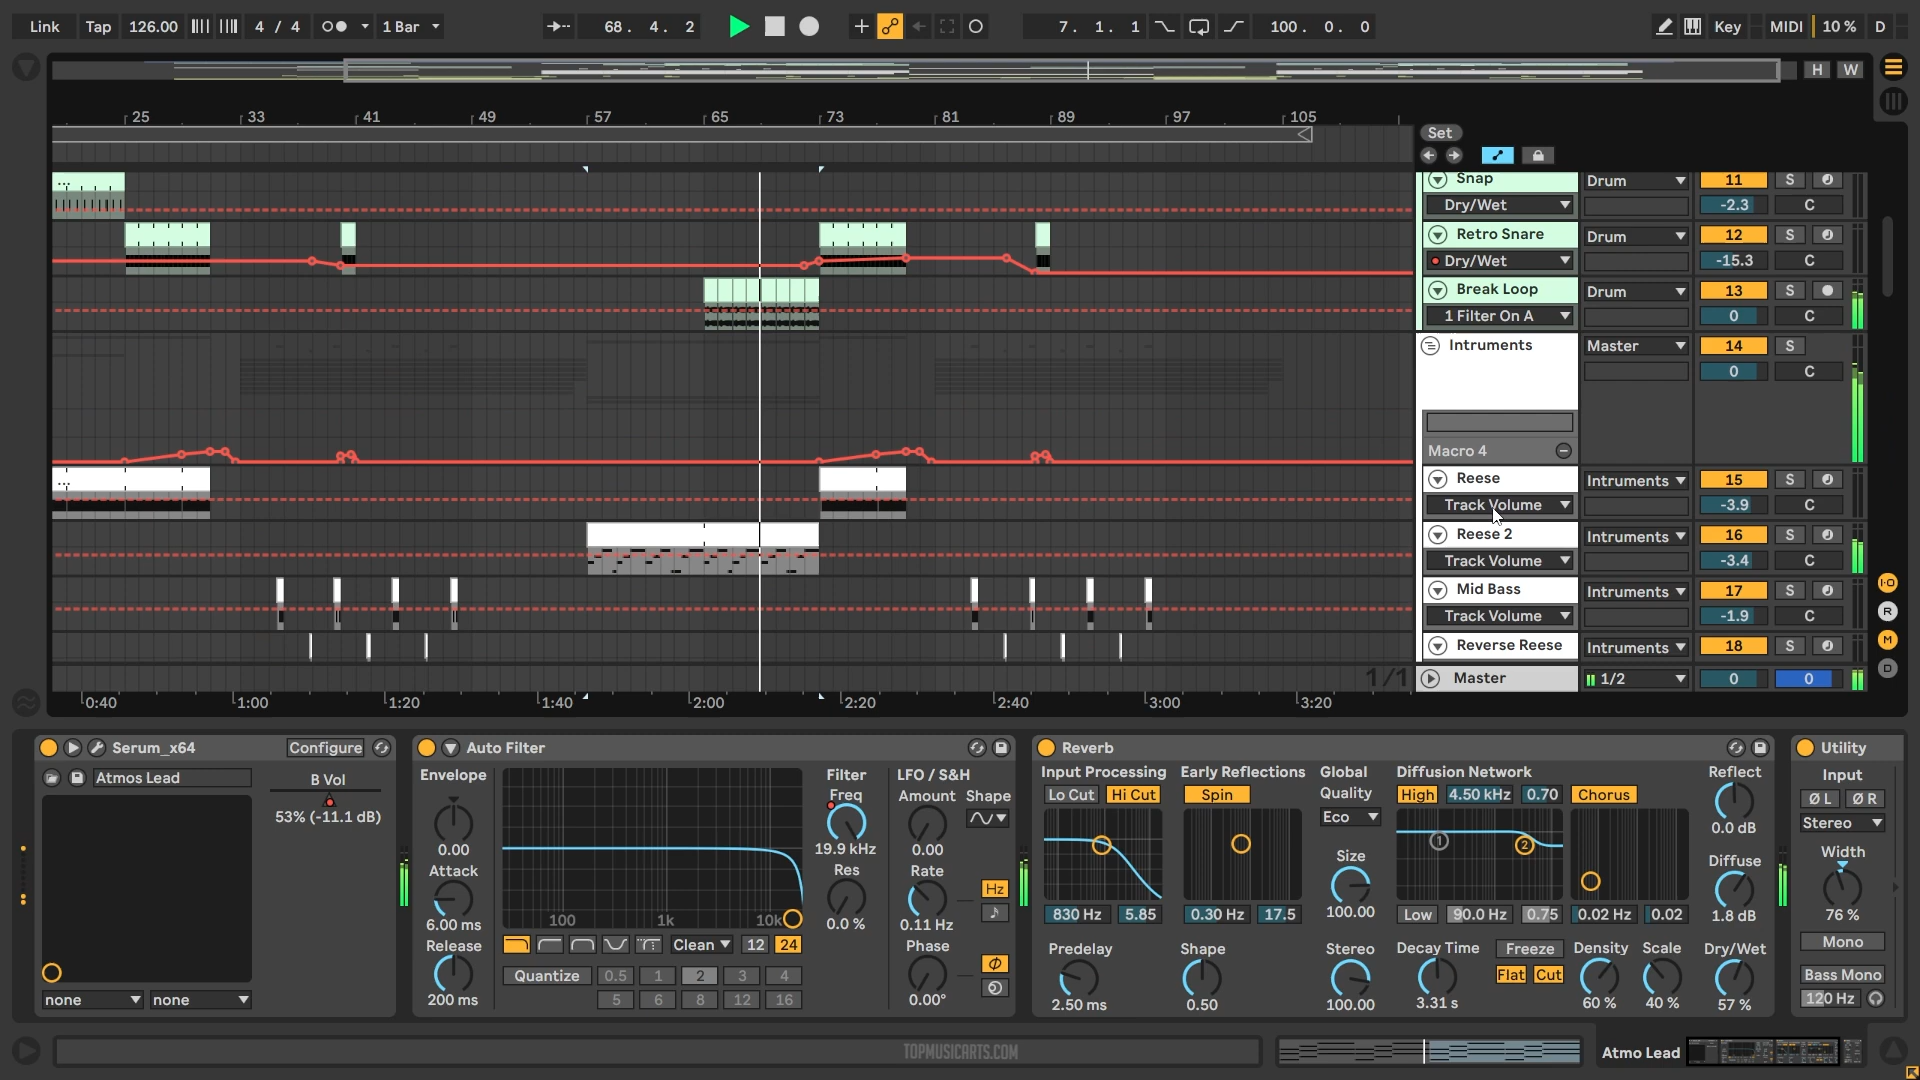 Link Tap 126.00 4 / 4 1 Bar 68. 4. 2 7. 1. 1 100. 0. 0 Key MIDI 10 % D
H W
25 33 41 49 57 65 73 81 89 97 105
Set
Snap Drum 11 S
Dry/Wet -2.3 C
Retro Snare Drum 12 S
Dry/Wet -15.3 C
Break Loop Drum 13 S
1 Filter On A 0 C
Intruments Master 14 S
0 C
Macro 4
Reese Intruments 15 S
Track Volume -3.9 C
Reese 2 Intruments 16 S
Track Volume -3.4 C
Mid Bass Intruments 17 S
Track Volume -1.9 C
Reverse Reese Intruments 18 S
1/1 Master 1/2 0 0
I·O
R
M
D
0:40 1:00 1:20 1:40 2:00 2:20 2:40 3:00 3:20
Serum_x64 Configure
Atmos Lead
B Vol
53% (-11.1 dB)
none none
Auto Filter
Envelope
0.00
Attack
6.00 ms
Release
200 ms
100 1k 10k
Clean 12 24
Quantize 0.5 1 2 3 4
5 6 8 12 16
Filter
Freq
19.9 kHz
Res
0.0 %
LFO / S&H
Amount Shape
0.00
Rate
Hz
0.11 Hz
Phase
0.00°
Reverb
Input Processing
Lo Cut Hi Cut
830 Hz 5.85
Predelay
2.50 ms
Early Reflections
Spin
0.30 Hz 17.5
Shape
0.50
Global
Quality
Eco
Size
100.00
Stereo
100.00
Diffusion Network
High 4.50 kHz 0.70 Chorus
1 2
Low 90.0 Hz 0.75 0.02 Hz 0.02
Decay Time Freeze Density Scale
Flat Cut
3.31 s 60 % 40 %
Reflect
0.0 dB
Diffuse
1.8 dB
Dry/Wet
57 %
Utility
Input
Ø L Ø R
Stereo
Width
76 %
Mono
Bass Mono
120 Hz
TOPMUSICARTS.COM
Atmo Lead